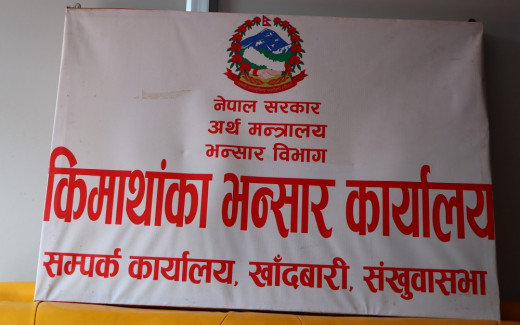 नेपाल सरकार
अर्थ मन्त्रालय
भन्सार विभाग
किमाथांका भन्सार कार्यालय
सम्पर्क कार्यालय, खाँदबारी, संखुवासभा